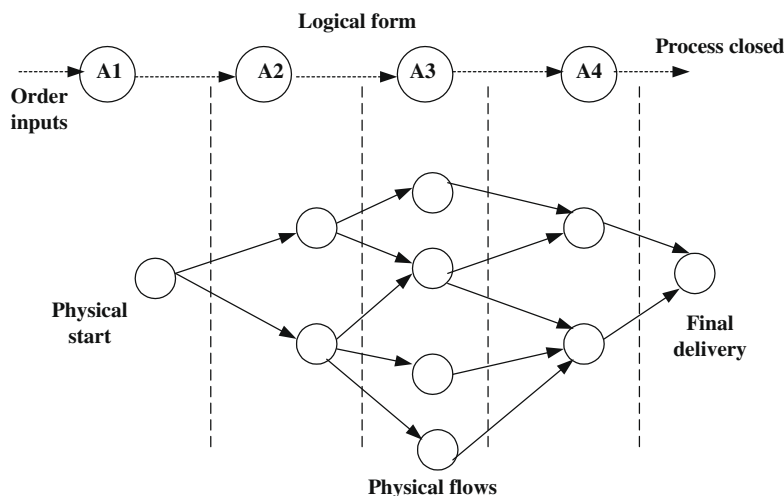 Logical form
Process closed
A1
A2
A3
A4
Order
inputs
Physical
start
Final
delivery
Physical flows